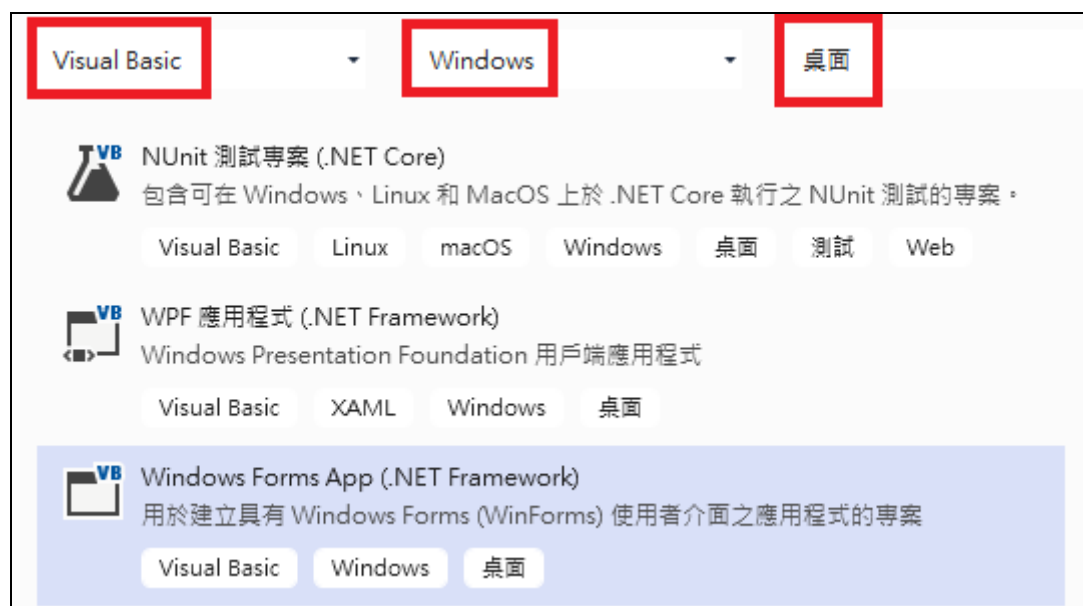 Visual Basic Windows 桌面
VB NUnit 測試專案 (.NET Core)
包含可在 Windows、Linux 和 MacOS 上於 .NET Core 執行之 NUnit 測試的專案。
Visual Basic Linux macOS Windows 桌面 測試 Web
VB WPF 應用程式 (.NET Framework)
Windows Presentation Foundation 用戶端應用程式
Visual Basic XAML Windows 桌面
VB Windows Forms App (.NET Framework)
用於建立具有 Windows Forms (WinForms) 使用者介面之應用程式的專案
Visual Basic Windows 桌面